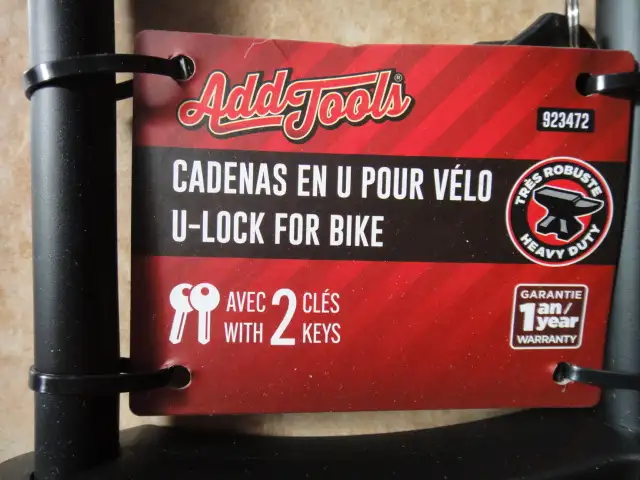 AddTools®
923472
CADENAS EN U POUR VÉLO
U-LOCK FOR BIKE
TRÈS ROBUSTE
HEAVY DUTY
AVEC 2 CLÉS
WITH KEYS
GARANTIE
1 an/
year
WARRANTY